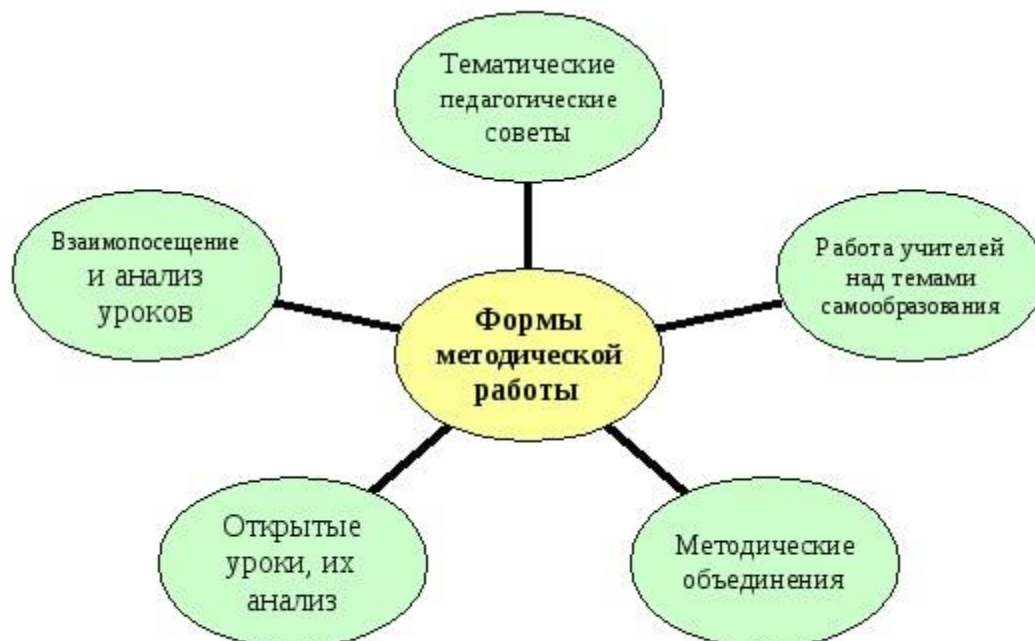 Тематические
педагогические
советы
Взаимопосещение
и анализ
уроков
Работа учителей
над темами
самообразования
Формы
методической
работы
Открытые
уроки, их
анализ
Методические
объединения